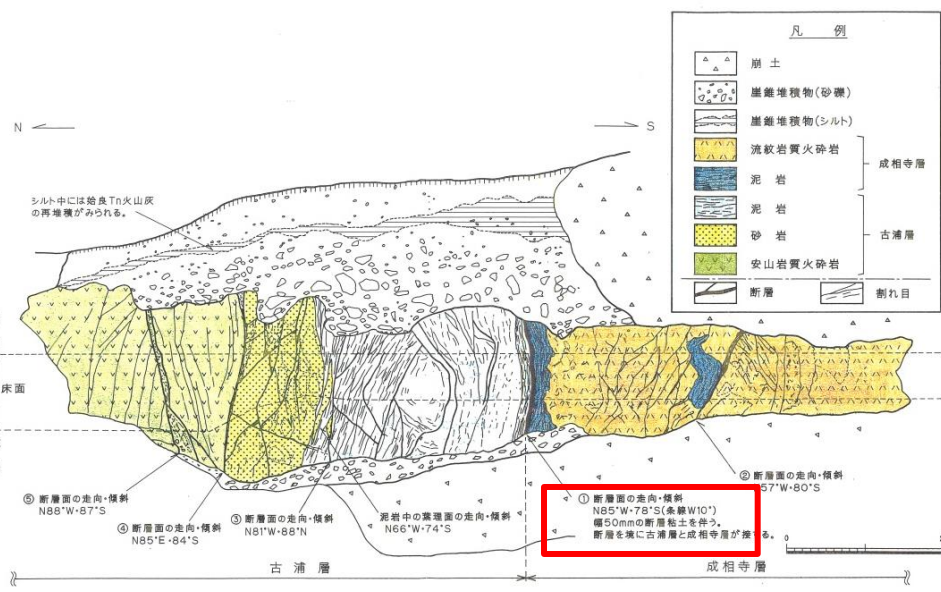 凡 例
崩 土
崖錐堆積物(砂礫)
崖錐堆積物(シルト)
流紋岩質火砕岩
泥 岩
成相寺層
泥 岩
砂 岩
安山岩質火砕岩
古浦層
断層
割れ目
N
S
シルト中には姶良Tn火山灰
の再堆積がみられる。
床面
⑤ 断層面の走向・傾斜
N88°W・87°S
④ 断層面の走向・傾斜
N85°E・84°S
③ 断層面の走向・傾斜
N81°W・88°N
泥岩中の葉理面の走向・傾斜
N66°W・74°S
① 断層面の走向・傾斜
N85°W・78°S(条線W10°)
幅50mmの断層粘土を伴う。
断層を境に古浦層と成相寺層が接する。
② 断層面の走向・傾斜
57°W・80°S
0
古 浦 層
成 相 寺 層